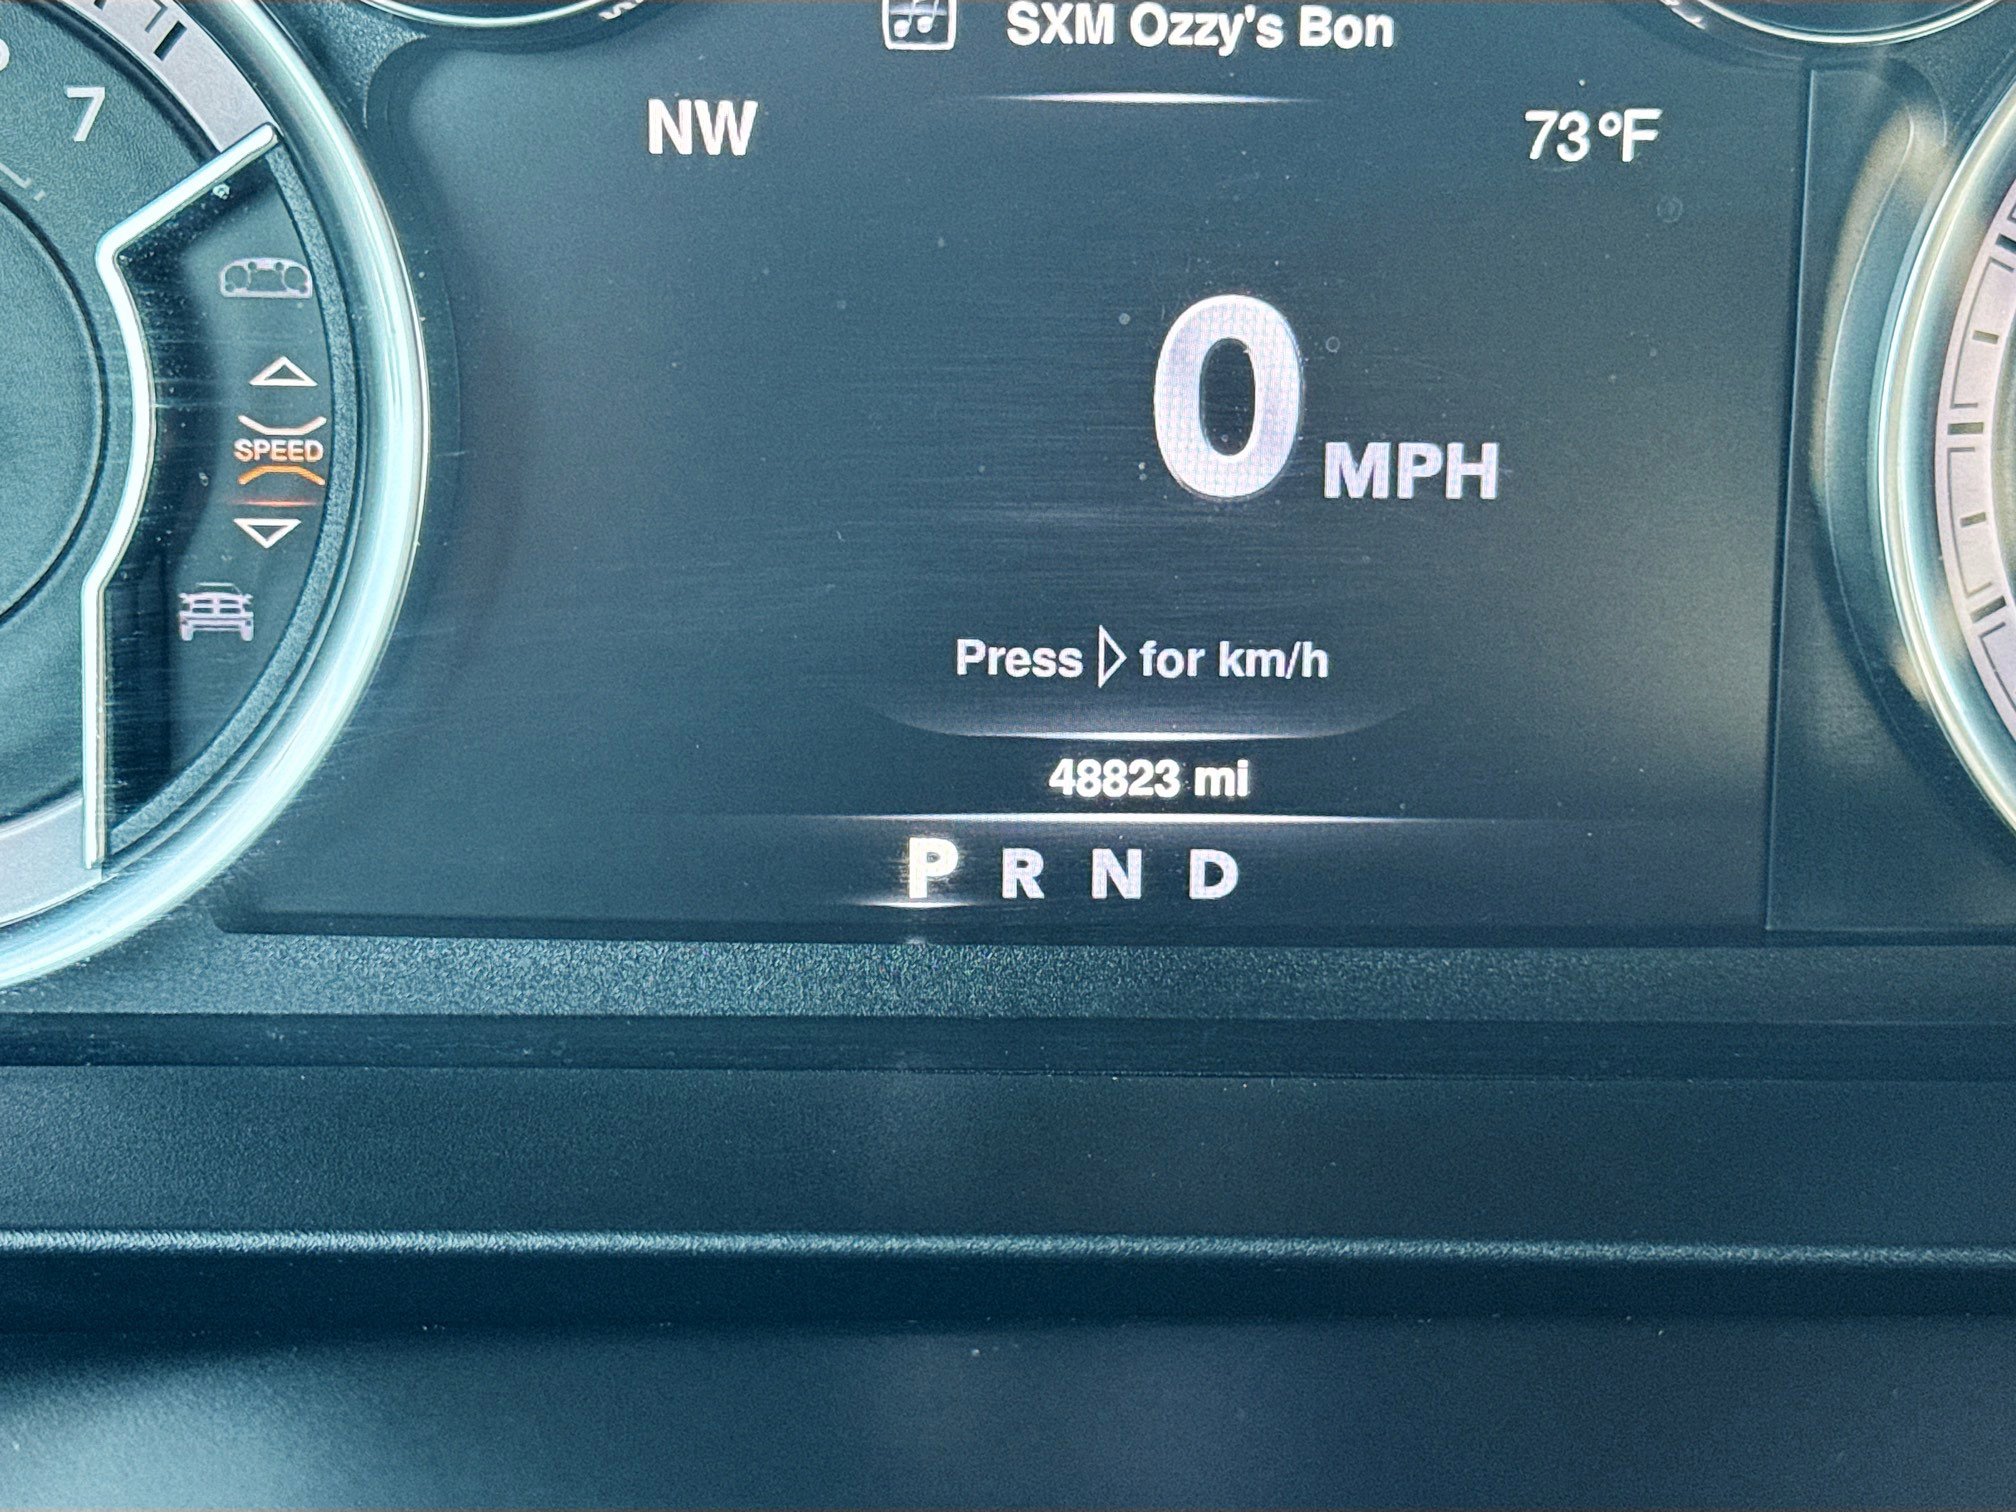 SXM Ozzy's Bon
NW
73°F
7
SPEED
0 MPH
Press ▷ for km/h
48823 mi
P R N D